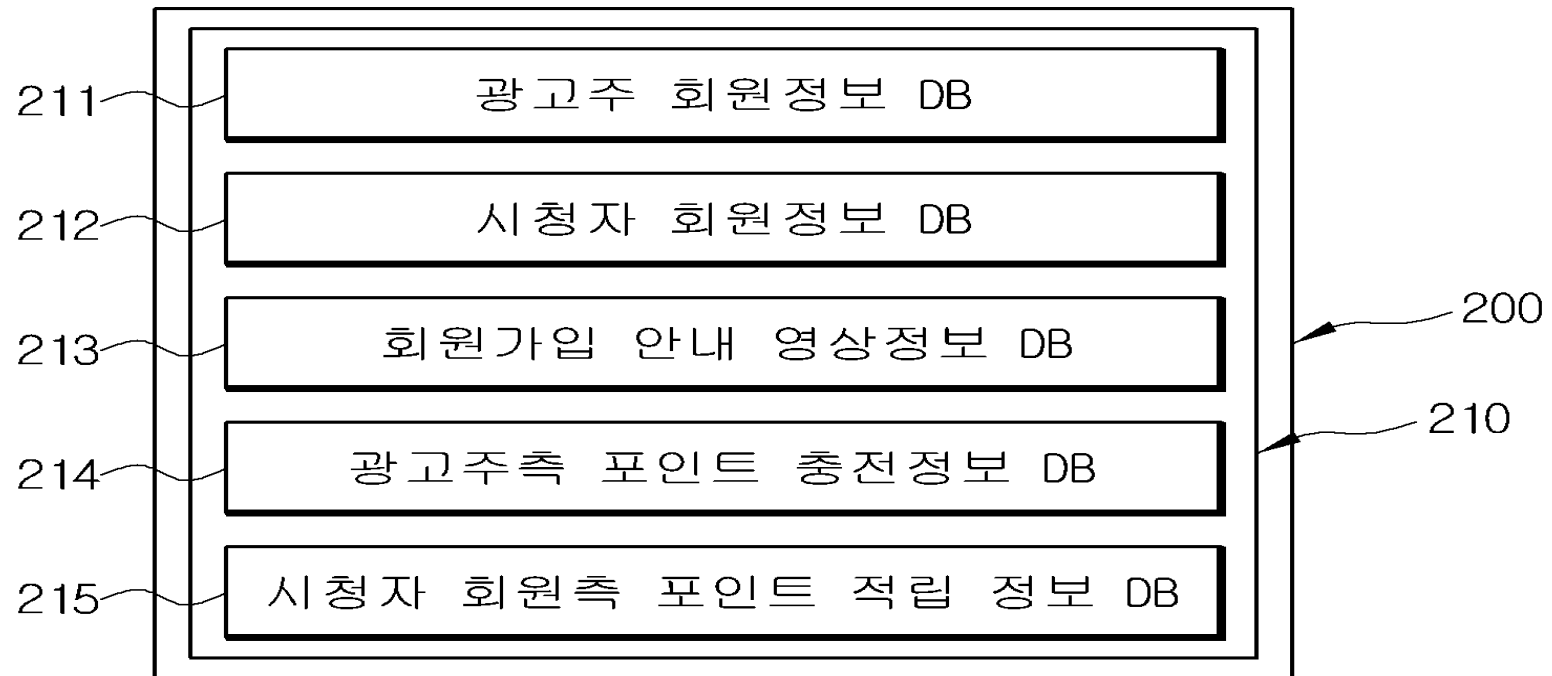 211 광고주 회원정보 DB
212 시청자 회원정보 DB
200
213 회원가입 안내 영상정보 DB
210
214 광고주측 포인트 충전정보 DB
215 시청자 회원측 포인트 적립 정보 DB